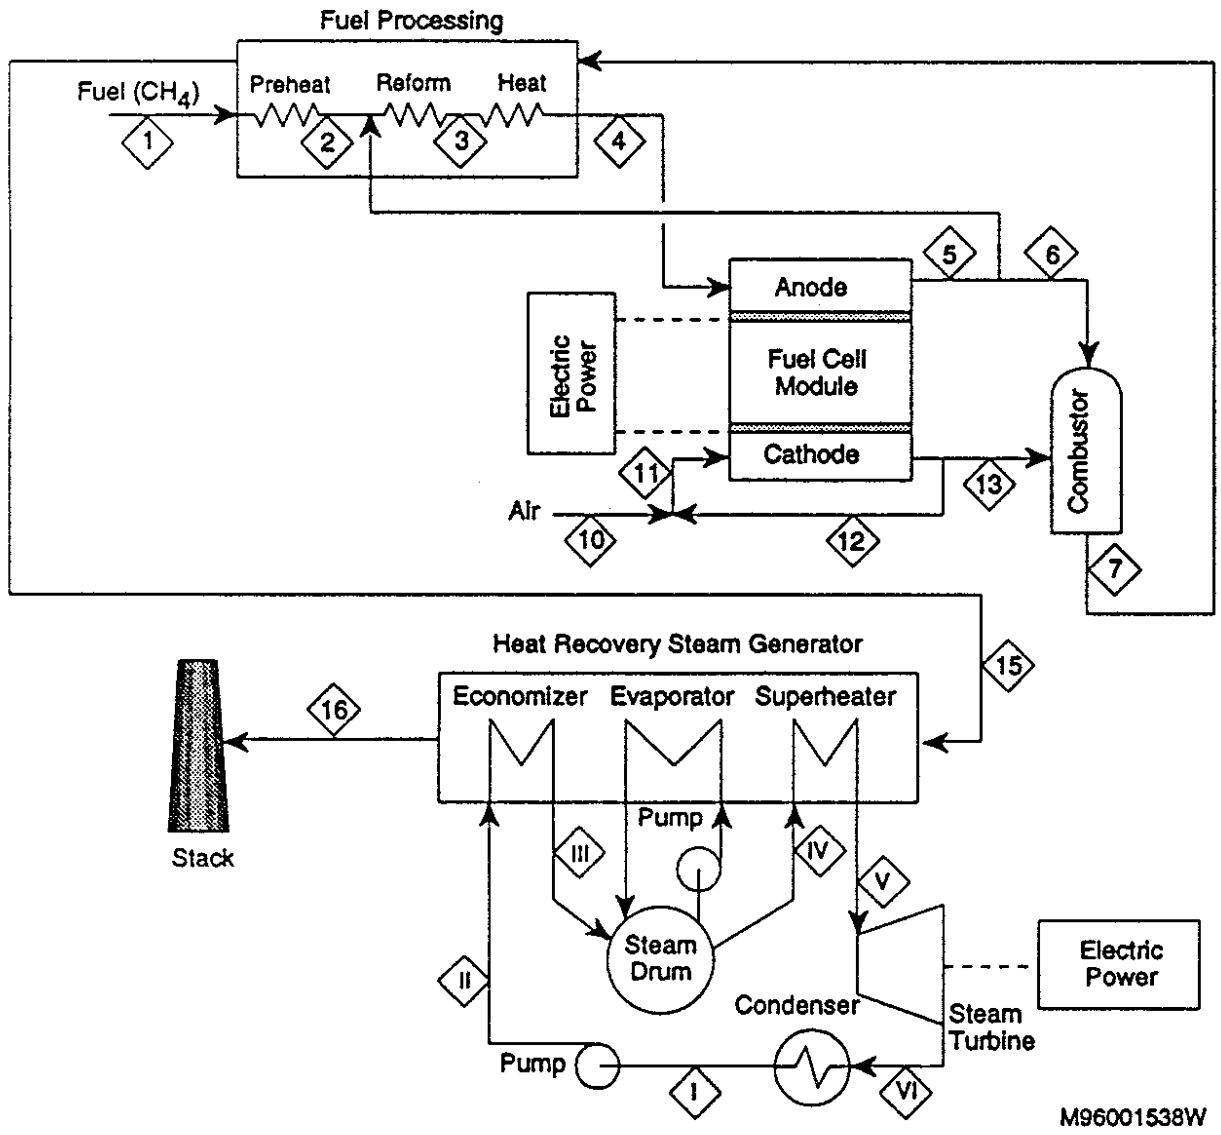 Fuel Processing
Preheat
Reform
Heat
Fuel (CH4)
1
2
3
4
5
6
Anode
Electric
Power
Fuel Cell
Module
Cathode
Combustor
11
13
Air
10
12
7
Heat Recovery Steam Generator
15
Economizer
Evaporator
Superheater
16
Pump
Stack
III
IV
V
Steam
Drum
II
Electric
Power
Condenser
Steam
Turbine
Pump
I
VI
M96001538W